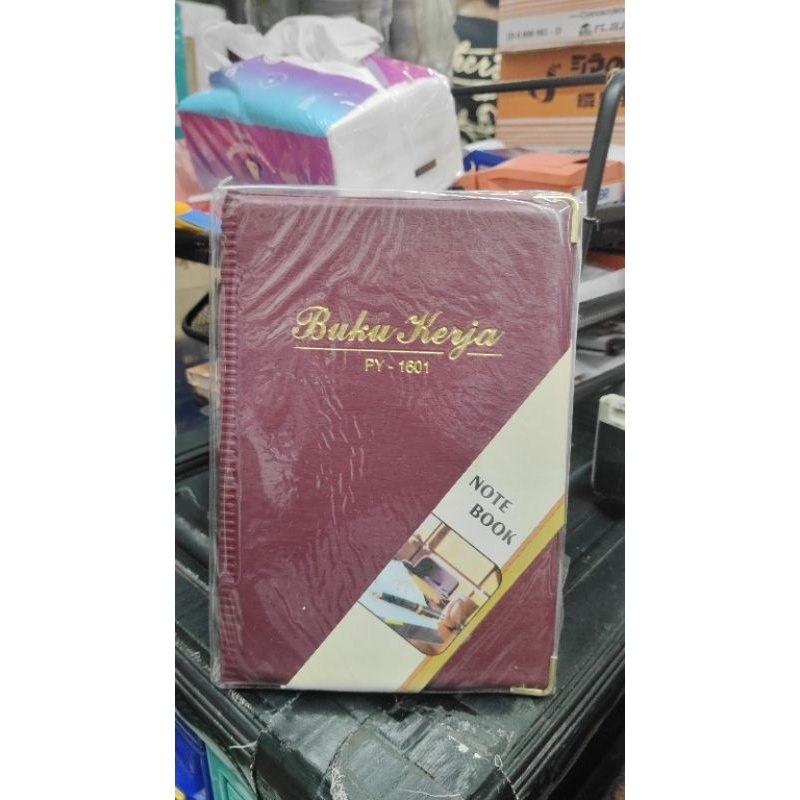 Buku Kerja
PY - 1601
NOTE
BOOK